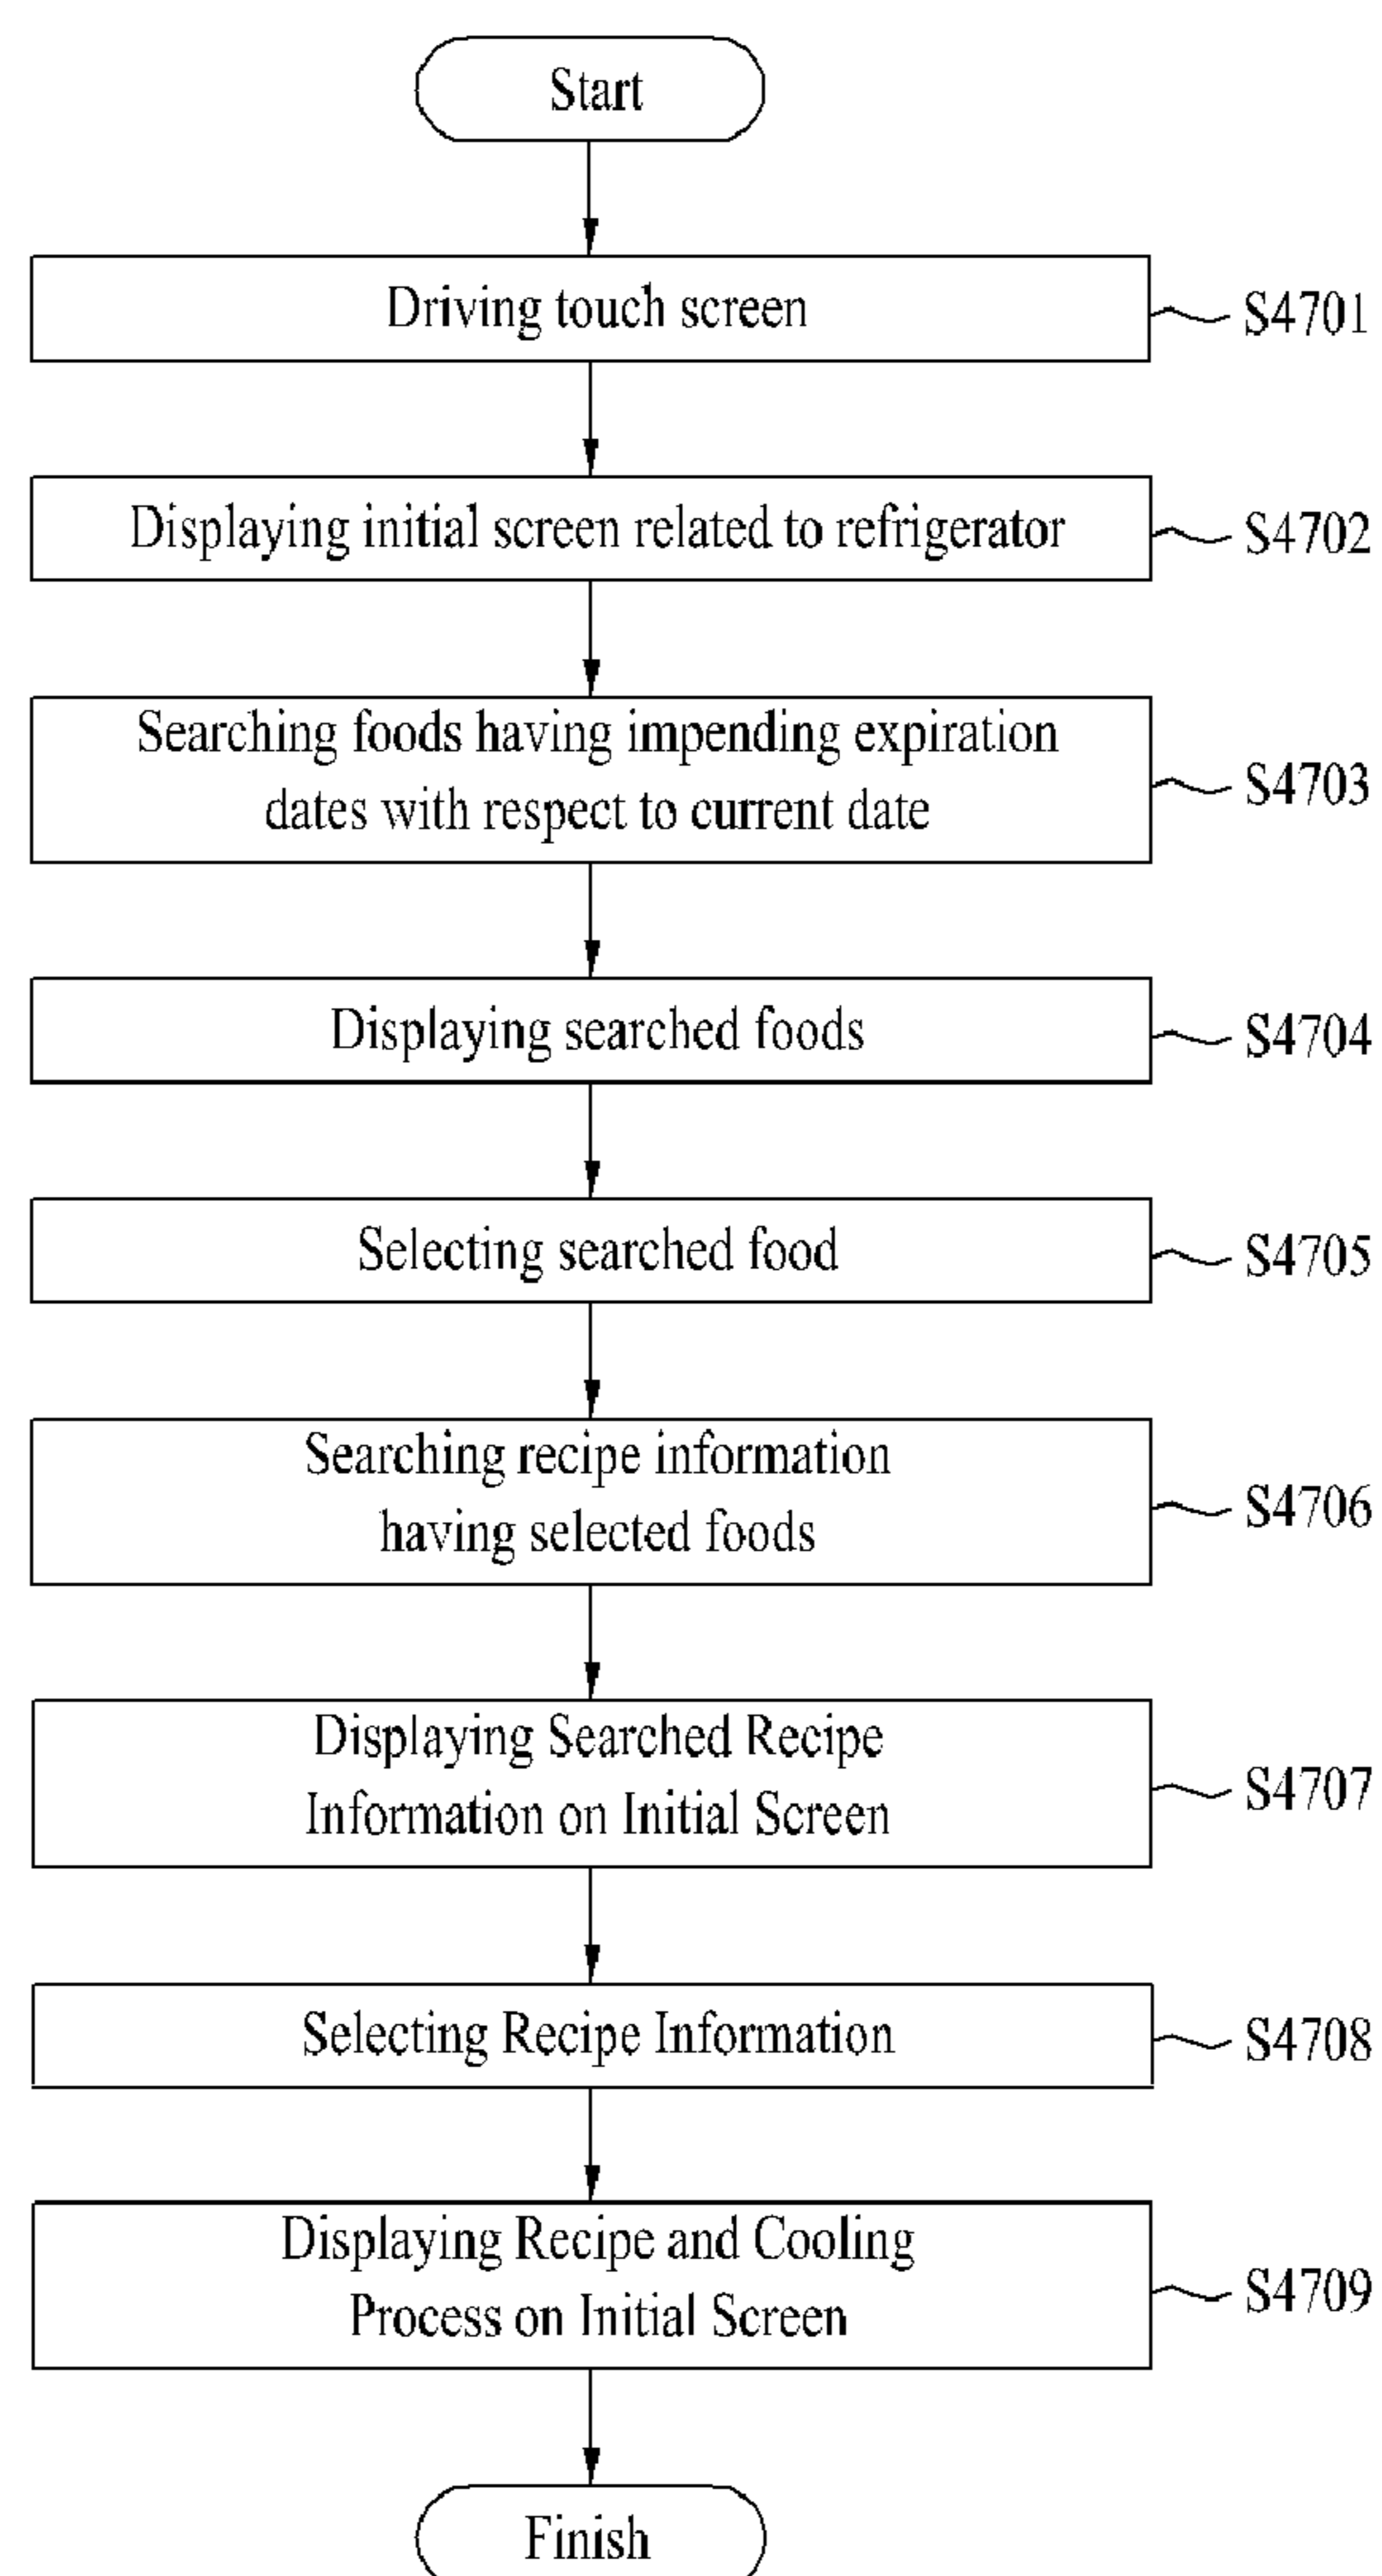 Start
Driving touch screen
S4701
Displaying initial screen related to refrigerator
S4702
Searching foods having impending expiration
dates with respect to current date
S4703
Displaying searched foods
S4704
Selecting searched food
S4705
Searching recipe information
having selected foods
S4706
Displaying Searched Recipe
Information on Initial Screen
S4707
Selecting Recipe Information
S4708
Displaying Recipe and Cooling
Process on Initial Screen
S4709
Finish